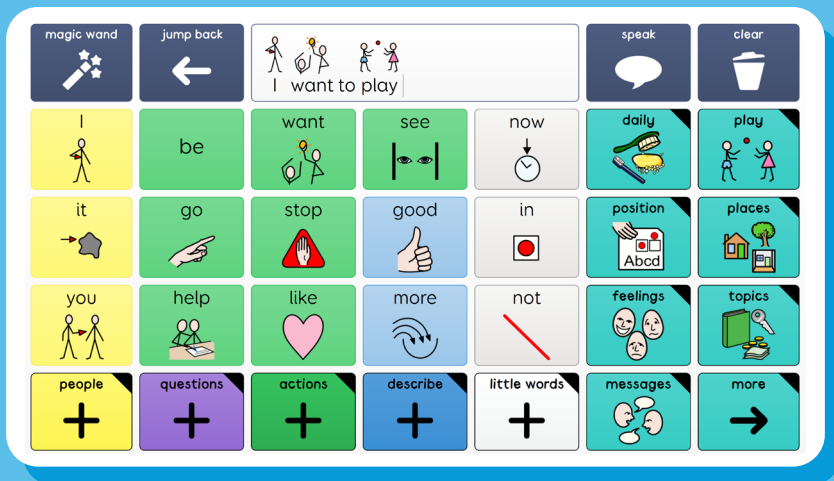 magic wand
jump back
I want to play
speak
clear
I
be
want
see
now
daily
play
it
go
stop
good
in
position
Abcd
places
you
help
like
more
not
feelings
topics
people
questions
actions
describe
little words
messages
more